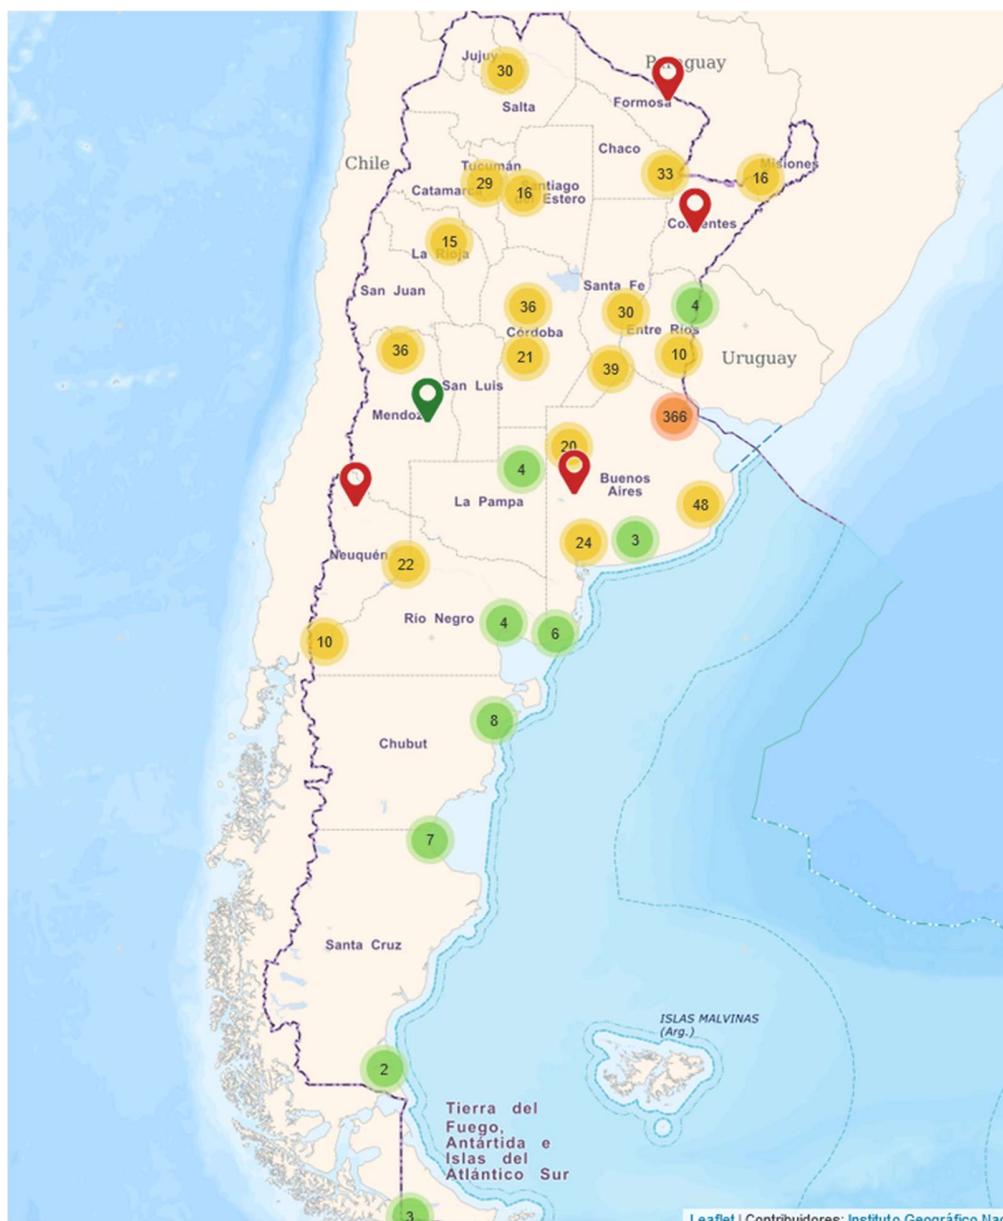 Jujuy
30
Salta
Paraguay
Formosa
Chaco
Chile
Tucumán
33
Misiones
16
29
Catamarca
16
Santiago
del Estero
Corrientes
15
La Rioja
San Juan
Santa Fe
36
30
4
Córdoba
Entre Ríos
36
21
39
10
Uruguay
San Luis
Mendoza
366
20
4
Buenos
Aires
La Pampa
48
24
3
Neuquén
22
Río Negro
4
6
10
8
Chubut
7
Santa Cruz
ISLAS MALVINAS
(Arg.)
2
Tierra del
Fuego,
Antártida e
Islas del
Atlántico Sur
3
Leaflet | Contribuidores: Instituto Geográfico Nac